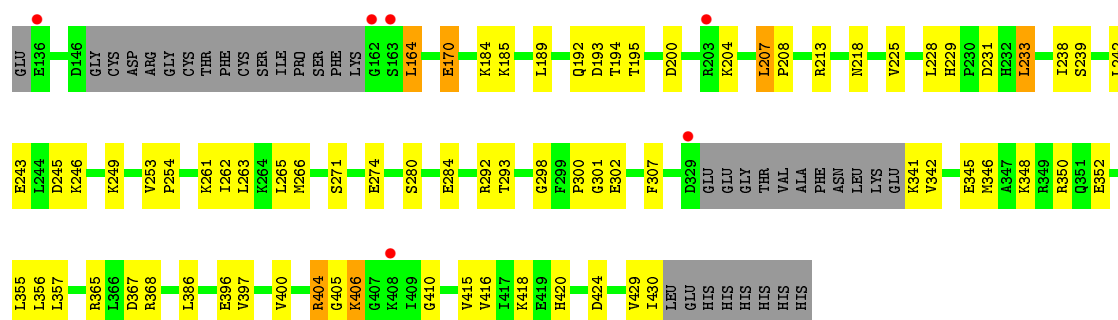 GLU E136 D146 GLY CYS ASP ARG GLY CYS THR PHE CYS SER ILE PRO SER PHE LYS G162 S163 L164 E170 K184 K185 L189 Q192 D193 T194 T195 D200 R203 K204 L207 P208 R213 N218 V225 L228 H229 P230 D231 H232 L233 I238 S239 L242
E243 L244 D245 K246 K249 V253 P254 K261 I262 L263 K264 L265 M266 S271 E274 S280 E284 R292 T293 G298 F299 P300 G301 E302 F307 D329 GLU GLU GLY THR VAL ALA PHE ASN LEU LYS GLU K341 V342 E345 M346 A347 K348 R349 R350 Q351 E352
L355 L356 L357 R365 L366 D367 R368 L386 E396 V397 V400 R404 G405 K406 G407 K408 I409 G410 V415 V416 I417 K418 E419 H420 D424 V429 I430 LEU GLU HIS HIS HIS HIS HIS HIS